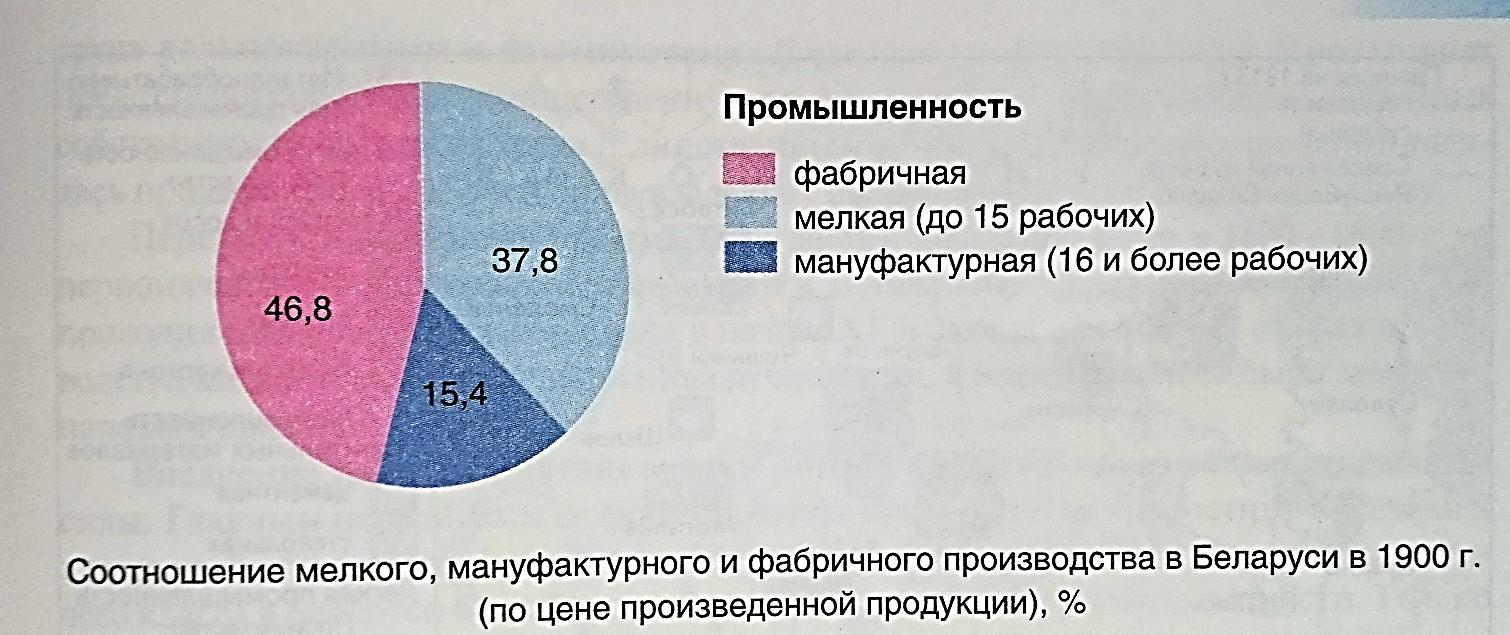 Промышленность
фабричная
мелкая (до 15 рабочих)
мануфактурная (16 и более рабочих)
37,8
46,8
15,4
Соотношение мелкого, мануфактурного и фабричного производства в Беларуси в 1900 г.
(по цене произведенной продукции), %